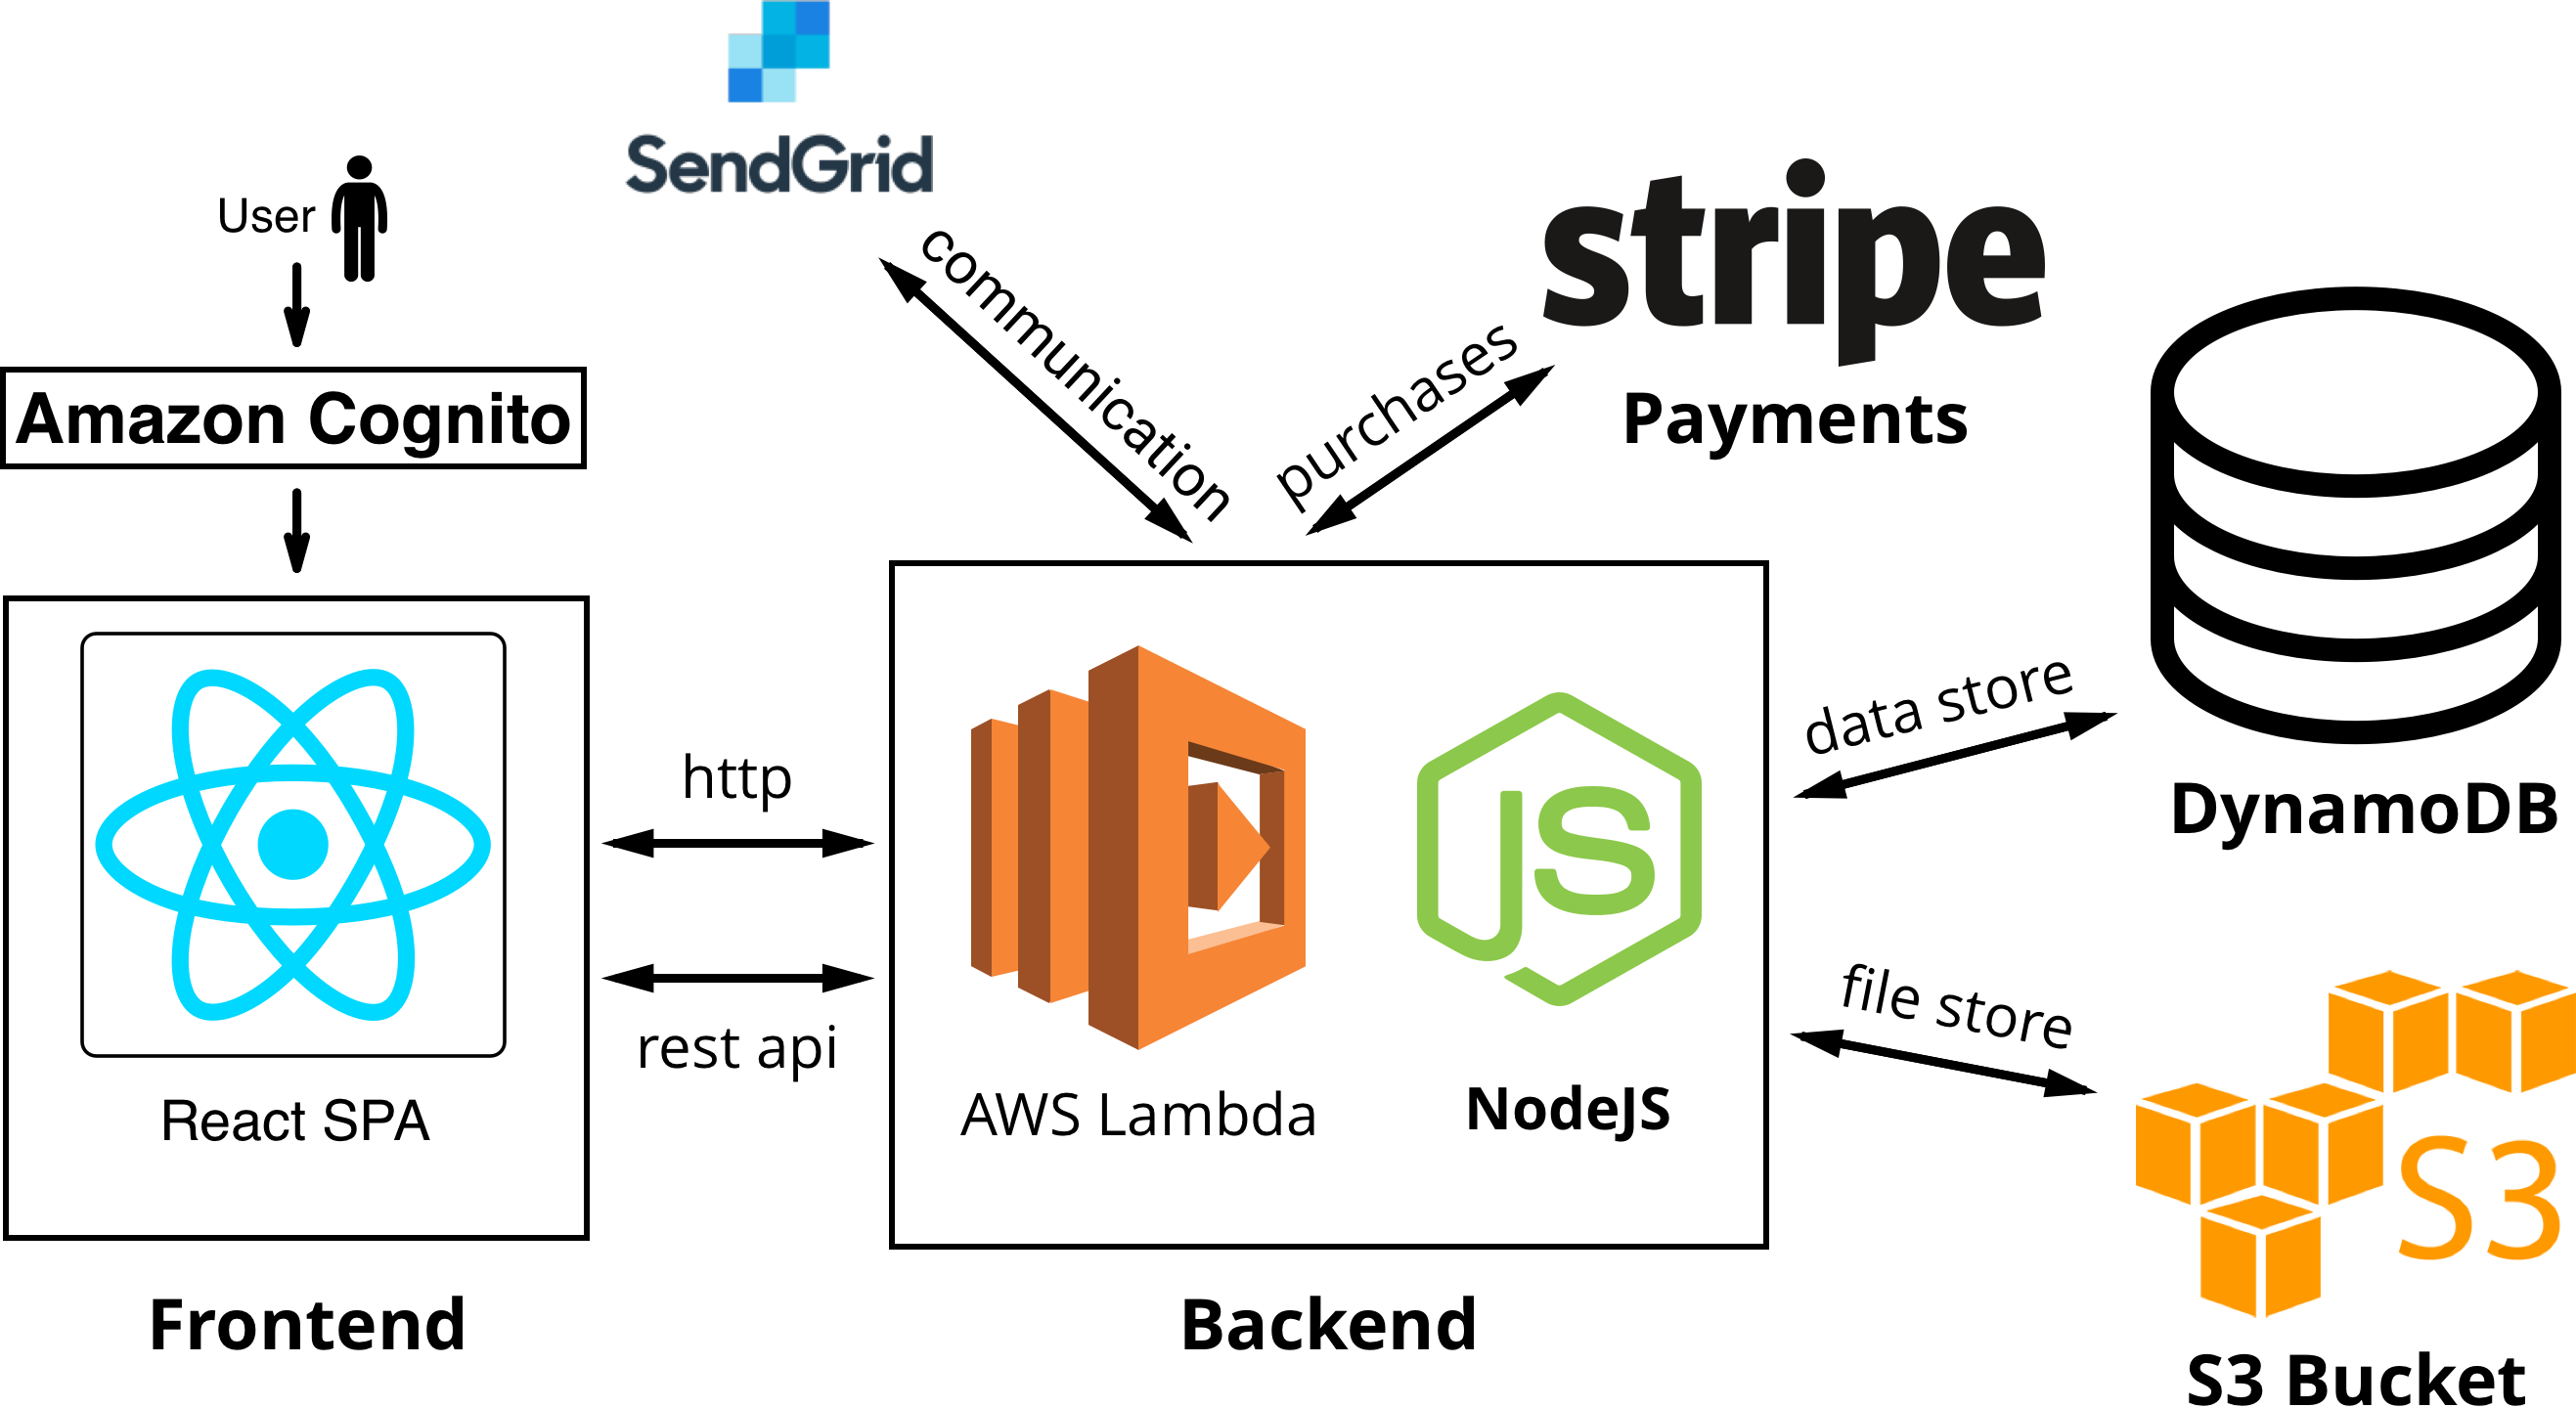 SendGrid
User
communication
stripe
Payments
purchases
Amazon Cognito
data store
DynamoDB
http
JS
rest api
file store
React SPA
AWS Lambda
NodeJS
S3
Frontend
Backend
S3 Bucket